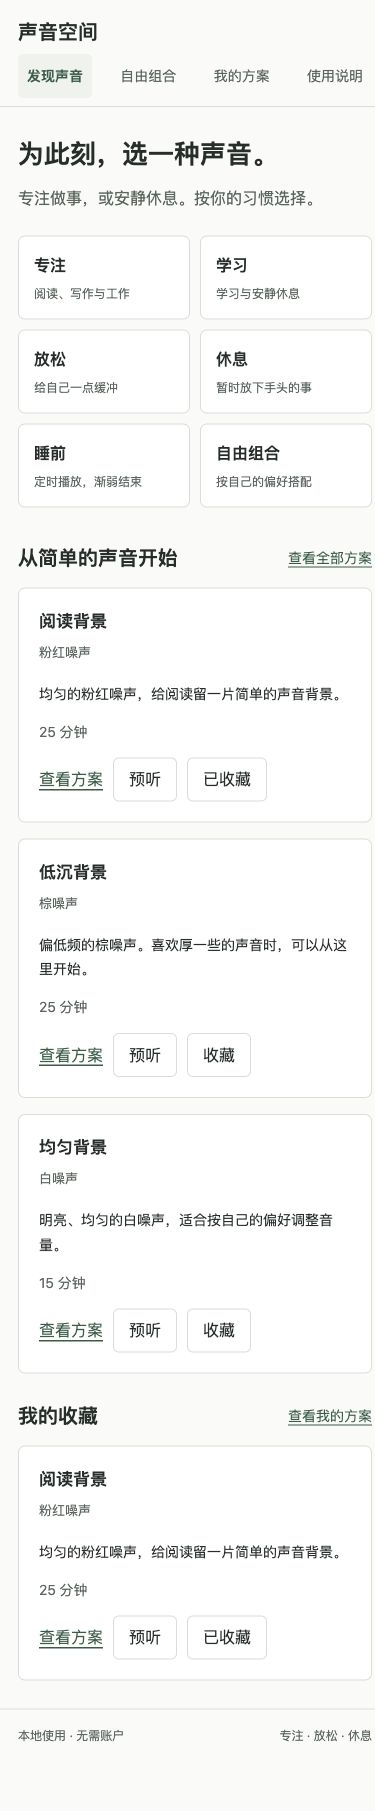 声音空间
发现声音 自由组合 我的方案 使用说明
为此刻，选一种声音。
专注做事，或安静休息。按你的习惯选择。
专注
阅读、写作与工作
学习
学习与安静休息
放松
给自己一点缓冲
休息
暂时放下手头的事
睡前
定时播放，渐弱结束
自由组合
按自己的偏好搭配
从简单的声音开始 查看全部方案
阅读背景
粉红噪声
均匀的粉红噪声，给阅读留一片简单的声音背景。
25 分钟
查看方案 预听 已收藏
低沉背景
棕噪声
偏低频的棕噪声。喜欢厚一些的声音时，可以从这
里开始。
25 分钟
查看方案 预听 收藏
均匀背景
白噪声
明亮、均匀的白噪声，适合按自己的偏好调整音
量。
15 分钟
查看方案 预听 收藏
我的收藏 查看我的方案
阅读背景
粉红噪声
均匀的粉红噪声，给阅读留一片简单的声音背景。
25 分钟
查看方案 预听 已收藏
本地使用 · 无需账户 专注 · 放松 · 休息